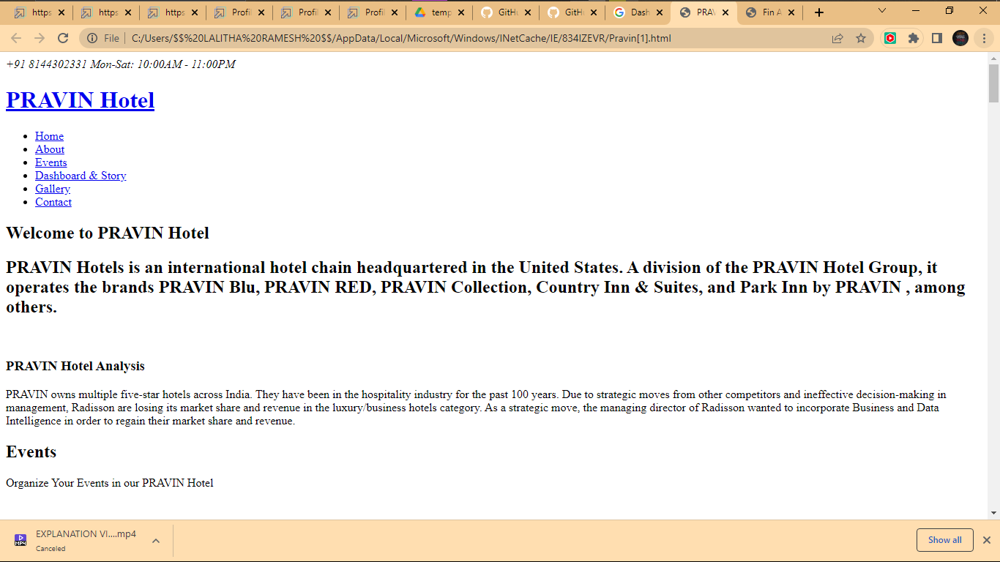 https
https
https
Profil
Profil
Profil
temp
GitHu
GitHu
Dash
PRAV
Fin A
File
C:/Users/$$%20LALITHA%20RAMESH%20$$/AppData/Local/Microsoft/Windows/INetCache/IE/834IZEVR/Pravin[1].html
+91 8144302331 Mon-Sat: 10:00AM - 11:00PM
PRAVIN Hotel
Home
About
Events
Dashboard & Story
Gallery
Contact
Welcome to PRAVIN Hotel
PRAVIN Hotels is an international hotel chain headquartered in the United States. A division of the PRAVIN Hotel Group, it
operates the brands PRAVIN Blu, PRAVIN RED, PRAVIN Collection, Country Inn & Suites, and Park Inn by PRAVIN , among
others.
PRAVIN Hotel Analysis
PRAVIN owns multiple five-star hotels across India. They have been in the hospitality industry for the past 100 years. Due to strategic moves from other competitors and ineffective decision-making in
management, Radisson are losing its market share and revenue in the luxury/business hotels category. As a strategic move, the managing director of Radisson wanted to incorporate Business and Data
Intelligence in order to regain their market share and revenue.
Events
Organize Your Events in our PRAVIN Hotel
EXPLANATION VI....mp4
Canceled
MP4
Show all